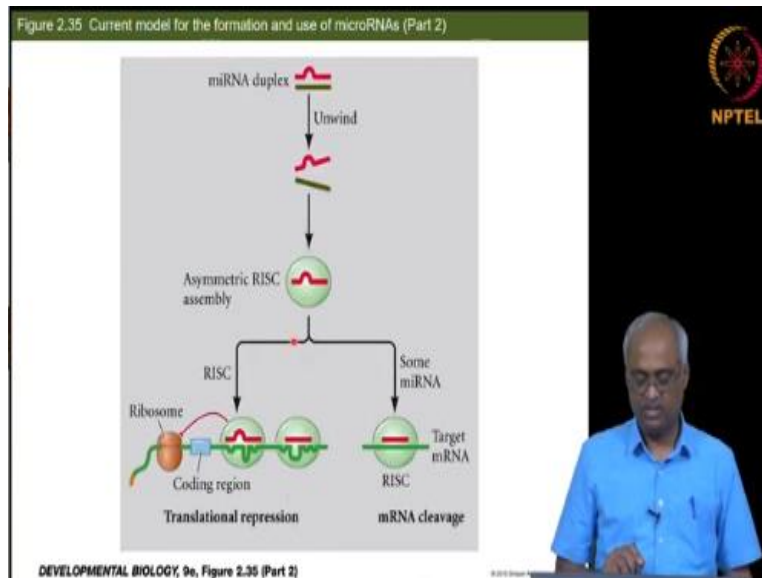 Figure 2.35 Current model for the formation and use of microRNAs (Part 2)
NPTEL
miRNA duplex
Unwind
Asymmetric RISC
assembly
RISC
Some
miRNA
Ribosome
Target
mRNA
Coding region
RISC
Translational repression
mRNA cleavage
DEVELOPMENTAL BIOLOGY, 9e, Figure 2.35 (Part 2)